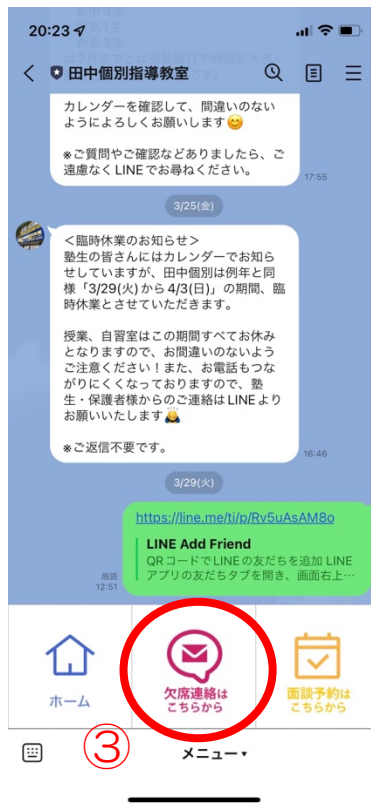 20:23
田中個別指導教室
カレンダーを確認して、間違いのない
ようによろしくお願いします😊
※ご質問やご確認などありましたら、ご
遠慮なくLINEでお尋ねください。
17:55
3/25(金)
＜臨時休業のお知らせ＞
塾生の皆さんにはカレンダーでお知ら
せしていますが、田中個別は例年と同
様「3/29(火)から4/3(日)」の期間、臨
時休業とさせていただきます。
授業、自習室はこの期間すべてお休み
となりますので、お間違いのないよう
ご注意ください！また、お電話もつな
がりにくくなっておりますので、塾
生・保護者様からのご連絡はLINEより
お願いいたします🙇
※ご返信不要です。
16:46
3/29(火)
https://line.me/ti/p/Rv5uAsAM8o
LINE Add Friend
QRコードでLINEの友だちを追加 LINE
アプリの友だちタブを開き、画面右上…
既読
12:51
ホーム
欠席連絡は
こちらから
面談予約は
こちらから
③
メニュー▾